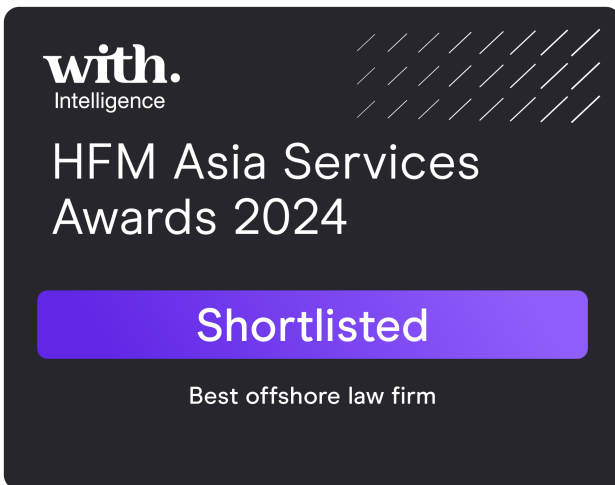 with.
Intelligence
HFM Asia Services
Awards 2024
Shortlisted
Best offshore law firm